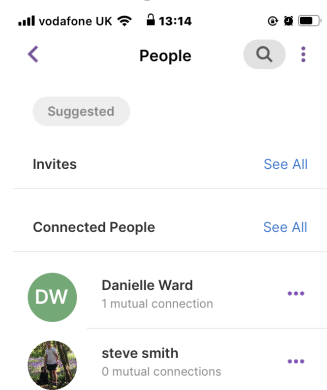 vodafone UK 13:14
People
Suggested
Invites See All
Connected People See All
DW Danielle Ward
1 mutual connection
steve smith
0 mutual connections